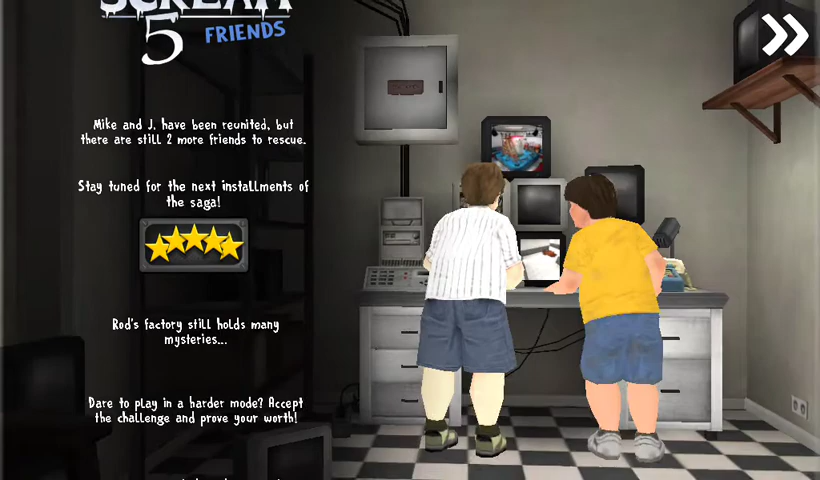 SCREAM
5 FRIENDS
Mike and J. have been reunited, but
there are still 2 more friends to rescue.
Stay tuned for the next installments of
the saga!
Rod's factory still holds many
mysteries...
Dare to play in a harder mode? Accept
the challenge and prove your worth!